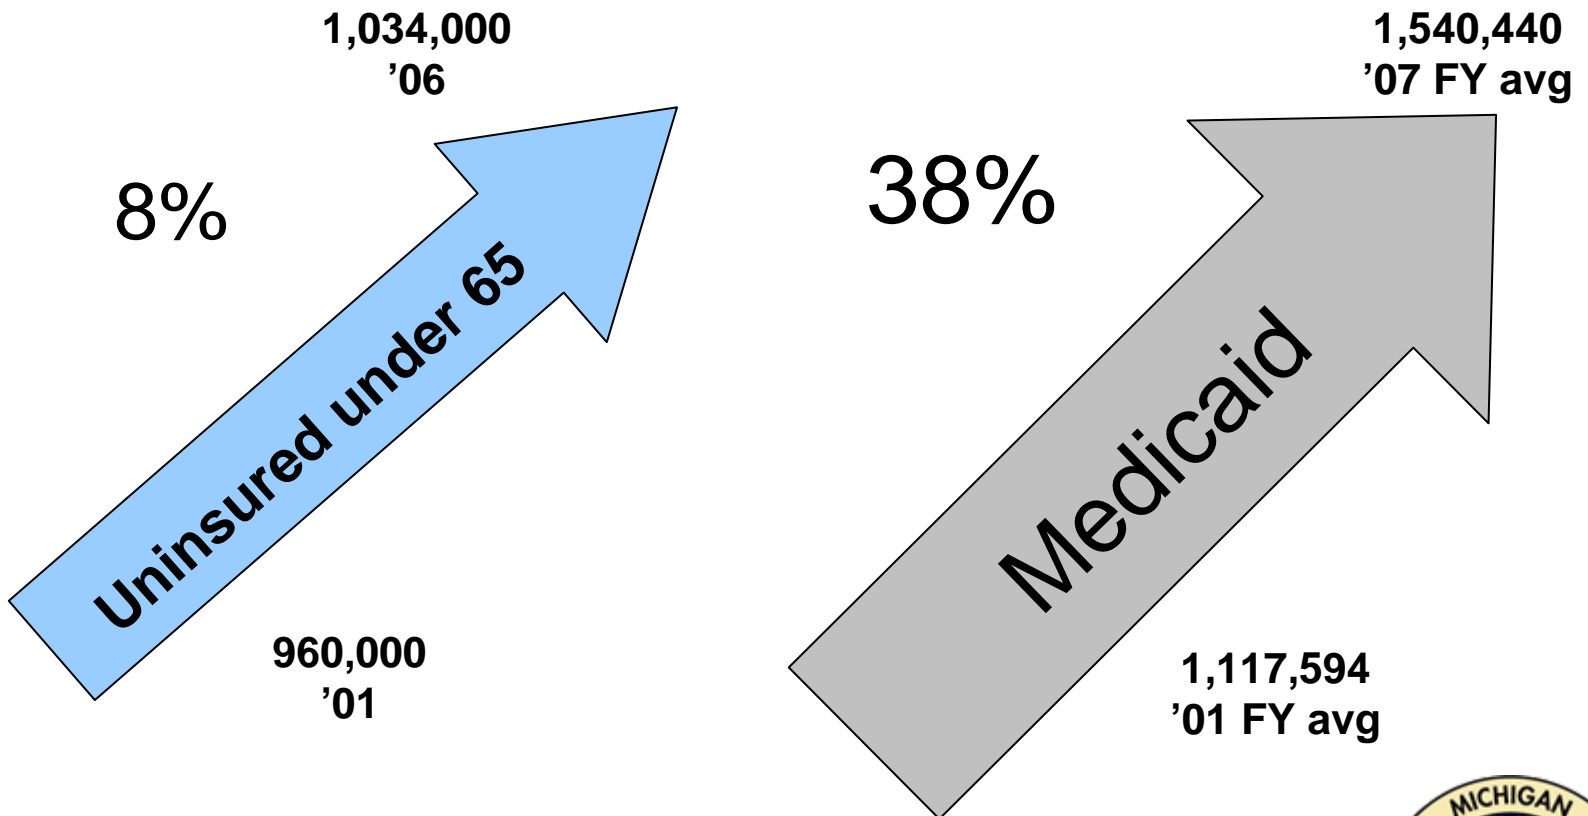 1,034,000
’06
8%
Uninsured under 65
960,000
’01
1,540,440
’07 FY avg
38%
Medicaid
1,117,594
’01 FY avg
MICHIGAN